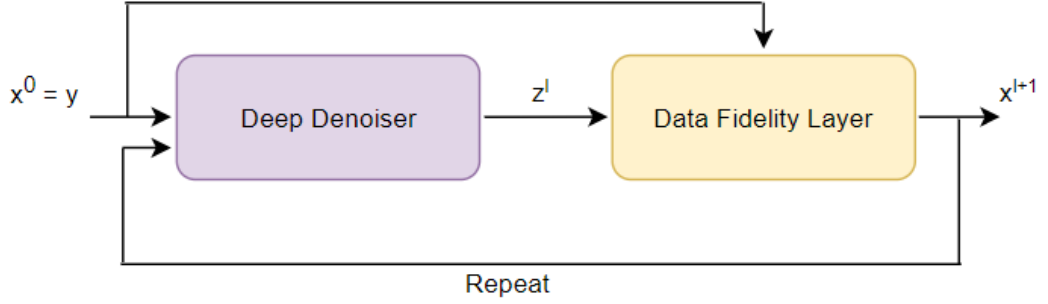 x⁰ = y
Deep Denoiser
zˡ
Data Fidelity Layer
xˡ⁺¹
Repeat